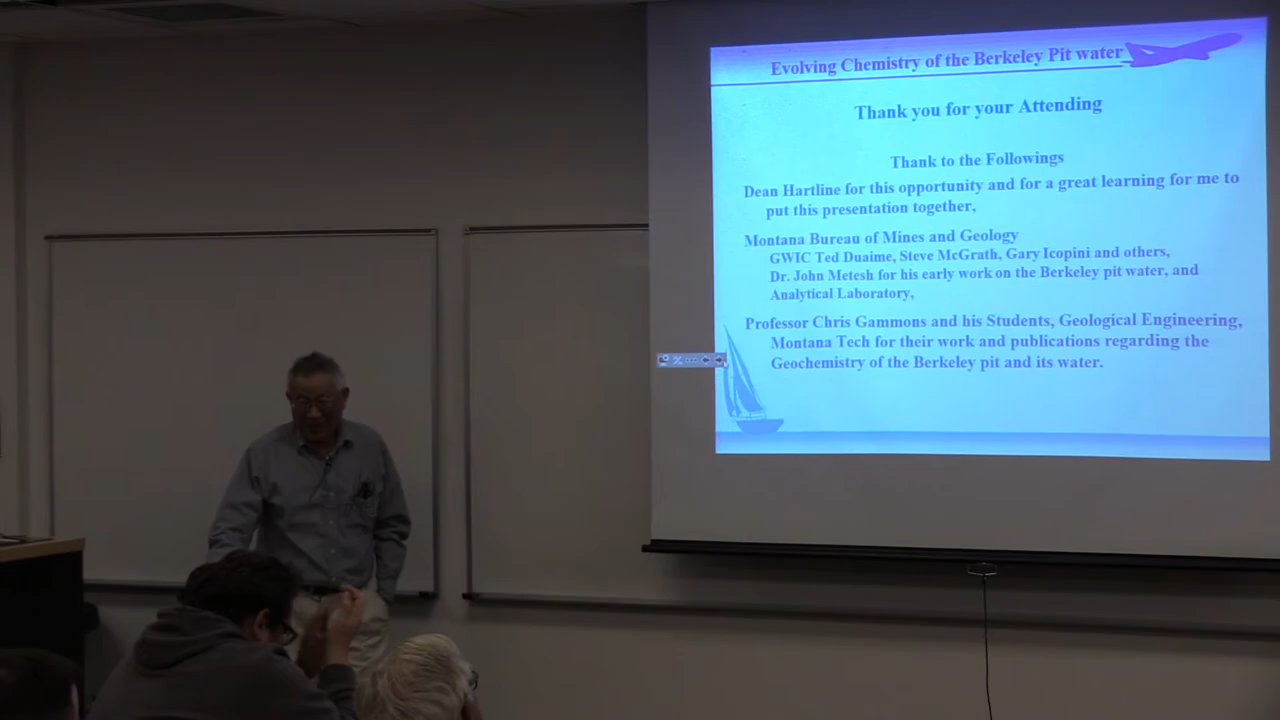 Evolving Chemistry of the Berkeley Pit water
Thank you for your Attending
Thank to the Followings
Dean Hartline for this opportunity and for a great learning for me to
put this presentation together,
Montana Bureau of Mines and Geology
GWIC Ted Duaime, Steve McGrath, Gary Icopini and others,
Dr. John Metesh for his early work on the Berkeley pit water, and
Analytical Laboratory,
Professor Chris Gammons and his Students, Geological Engineering,
Montana Tech for their work and publications regarding the
Geochemistry of the Berkeley pit and its water.